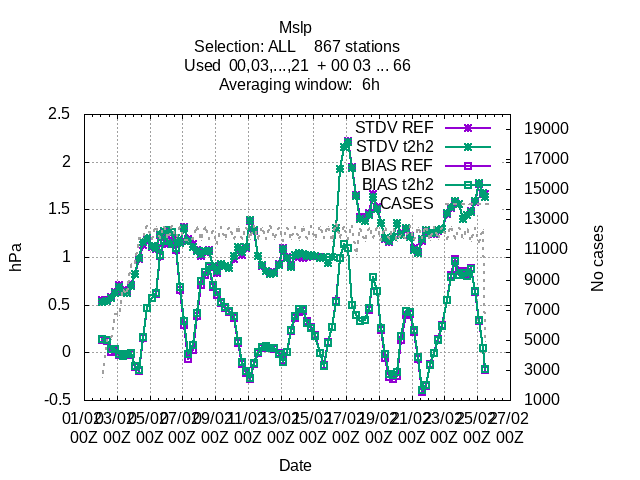 Mslp
Selection: ALL 867 stations
Used 00,03,...,21 + 00 03 ... 66
Averaging window: 6h
2.5
2
1.5
1
0.5
0
-0.5
hPa
STDV REF
STDV t2h2
BIAS REF
BIAS t2h2
CASES
19000
17000
15000
13000
11000
9000
7000
5000
3000
1000
No cases
01/02 03/02 05/02 07/02 09/02 11/02 13/02 15/02 17/02 19/02 21/02 23/02 25/02 27/02
00Z 00Z 00Z 00Z 00Z 00Z 00Z 00Z 00Z 00Z 00Z 00Z 00Z 00Z
Date